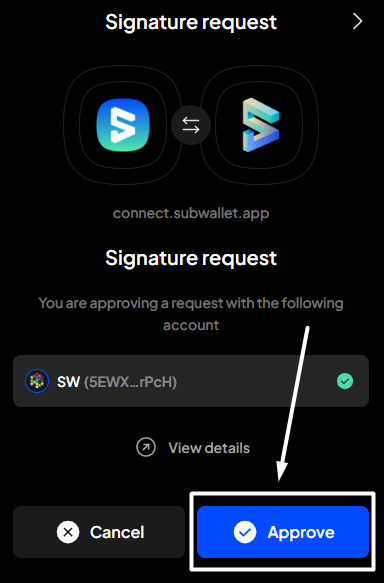 Signature request
connect.subwallet.app
Signature request
You are approving a request with the following
account
SW (5EWX...rPcH)
View details
Cancel
Approve